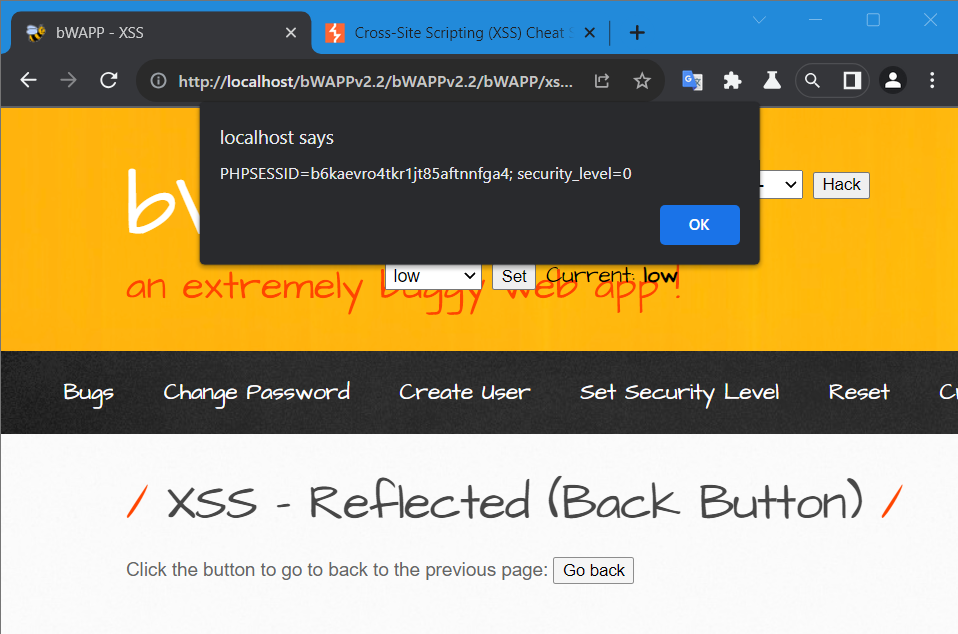 bWAPP - XSS
Cross-Site Scripting (XSS) Cheat S
http://localhost/bWAPPv2.2/bWAPPv2.2/bWAPP/xs...
localhost says
PHPSESSID=b6kaevro4tkr1jt85aftnnfga4; security_level=0
OK
Hack
low Set Current: low
an extremely buggy web app !
Bugs Change Password Create User Set Security Level Reset
/ XSS - Reflected (Back Button) /
Click the button to go to back to the previous page: Go back